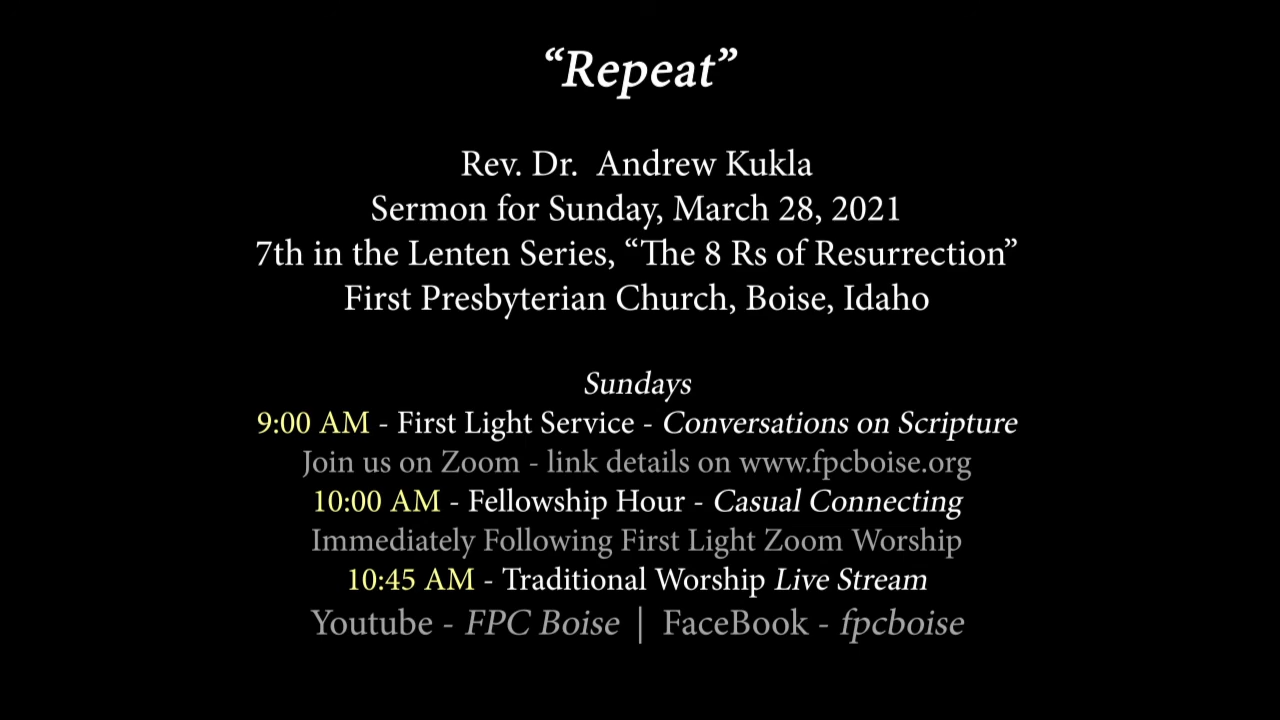 “Repeat”
Rev. Dr.  Andrew Kukla
Sermon for Sunday, March 28, 2021
7th in the Lenten Series, “The 8 Rs of Resurrection”
First Presbyterian Church, Boise, Idaho
Sundays
9:00 AM - First Light Service - Conversations on Scripture
Join us on Zoom - link details on www.fpcboise.org
10:00 AM - Fellowship Hour - Casual Connecting
Immediately Following First Light Zoom Worship
10:45 AM - Traditional Worship Live Stream
Youtube - FPC Boise | FaceBook - fpcboise